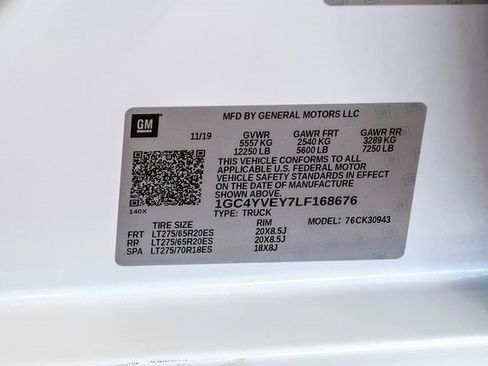 GM
MFD BY GENERAL MOTORS LLC
11/19 GVWR GAWR FRT GAWR RR
5557 KG 2540 KG 3289 KG
12250 LB 5600 LB 7250 LB
THIS VEHICLE CONFORMS TO ALL
APPLICABLE U.S. FEDERAL MOTOR
VEHICLE SAFETY STANDARDS IN EFFECT
ON THE DATE OF MANUFACTURE
SHOWN ABOVE.
1GC4YVEY7LF168676
140X
TYPE: TRUCK
TIRE SIZE RIM MODEL: 76CK30943
FRT LT275/65R20ES 20X8.5J
RR LT275/65R20ES 20X8.5J
SPA LT275/70R18ES 18X8J